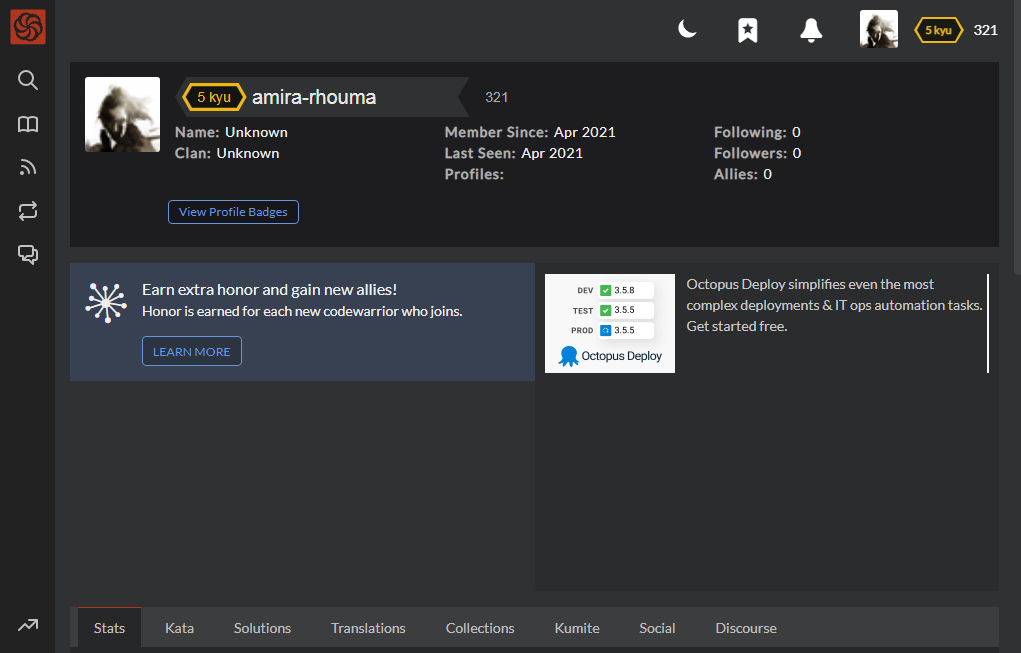 5 kyu 321
5 kyu amira-rhouma 321
Name: Unknown
Clan: Unknown
Member Since: Apr 2021
Last Seen: Apr 2021
Profiles:
Following: 0
Followers: 0
Allies: 0
View Profile Badges
Earn extra honor and gain new allies!
Honor is earned for each new codewarrior who joins.
LEARN MORE
DEV 3.5.8
TEST 3.5.5
PROD 3.5.5
Octopus Deploy
Octopus Deploy simplifies even the most
complex deployments & IT ops automation tasks.
Get started free.
Stats Kata Solutions Translations Collections Kumite Social Discourse